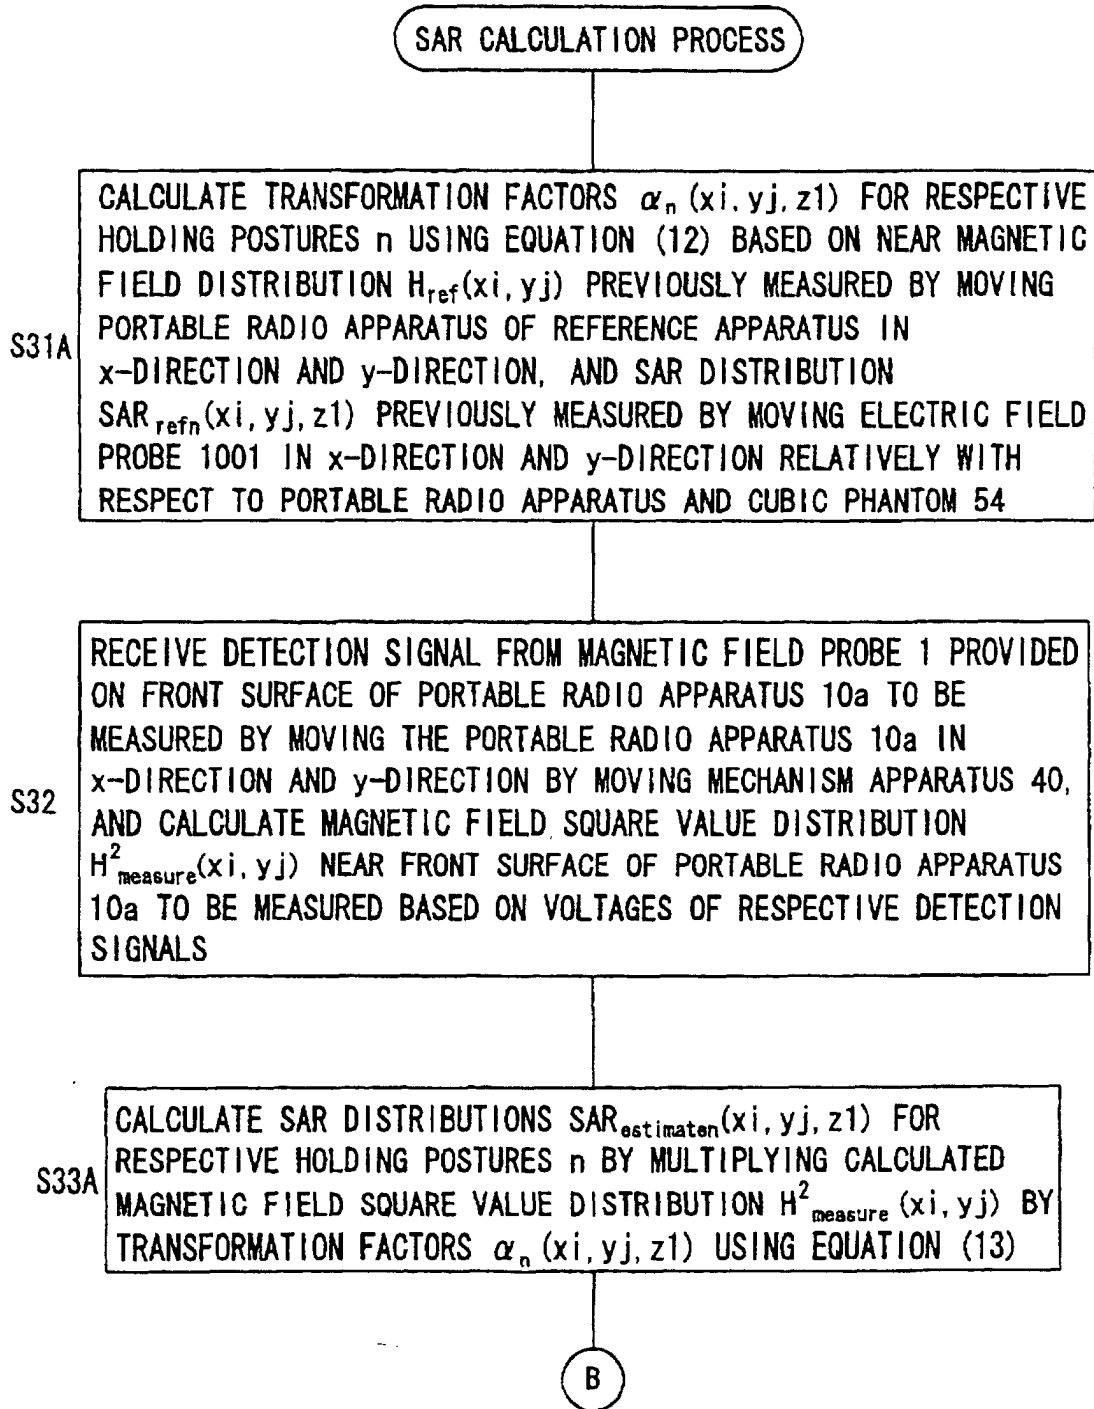 SAR CALCULATION PROCESS
S31A
CALCULATE TRANSFORMATION FACTORS αn(xi, yj, z1) FOR RESPECTIVE
HOLDING POSTURES n USING EQUATION (12) BASED ON NEAR MAGNETIC
FIELD DISTRIBUTION Href(xi, yj) PREVIOUSLY MEASURED BY MOVING
PORTABLE RADIO APPARATUS OF REFERENCE APPARATUS IN
x-DIRECTION AND y-DIRECTION, AND SAR DISTRIBUTION
SARrefn(xi, yj, z1) PREVIOUSLY MEASURED BY MOVING ELECTRIC FIELD
PROBE 1001 IN x-DIRECTION AND y-DIRECTION RELATIVELY WITH
RESPECT TO PORTABLE RADIO APPARATUS AND CUBIC PHANTOM 54
S32
RECEIVE DETECTION SIGNAL FROM MAGNETIC FIELD PROBE 1 PROVIDED
ON FRONT SURFACE OF PORTABLE RADIO APPARATUS 10a TO BE
MEASURED BY MOVING THE PORTABLE RADIO APPARATUS 10a IN
x-DIRECTION AND y-DIRECTION BY MOVING MECHANISM APPARATUS 40,
AND CALCULATE MAGNETIC FIELD SQUARE VALUE DISTRIBUTION
H²measure(xi, yj) NEAR FRONT SURFACE OF PORTABLE RADIO APPARATUS
10a TO BE MEASURED BASED ON VOLTAGES OF RESPECTIVE DETECTION
SIGNALS
S33A
CALCULATE SAR DISTRIBUTIONS SARestimaten(xi, yj, z1) FOR
RESPECTIVE HOLDING POSTURES n BY MULTIPLYING CALCULATED
MAGNETIC FIELD SQUARE VALUE DISTRIBUTION H²measure (xi, yj) BY
TRANSFORMATION FACTORS αn(xi, yj, z1) USING EQUATION (13)
B